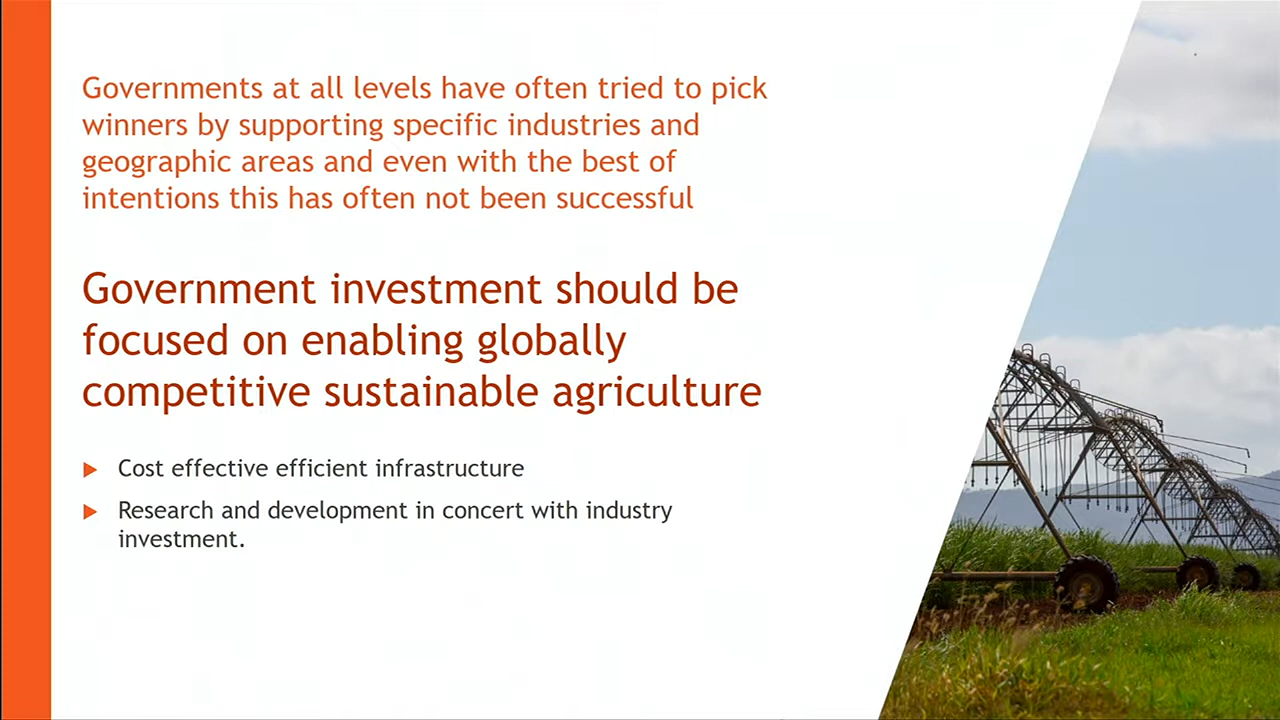 Governments at all levels have often tried to pick
winners by supporting specific industries and
geographic areas and even with the best of
intentions this has often not been successful
Government investment should be
focused on enabling globally
competitive sustainable agriculture
Cost effective efficient infrastructure
Research and development in concert with industry
investment.